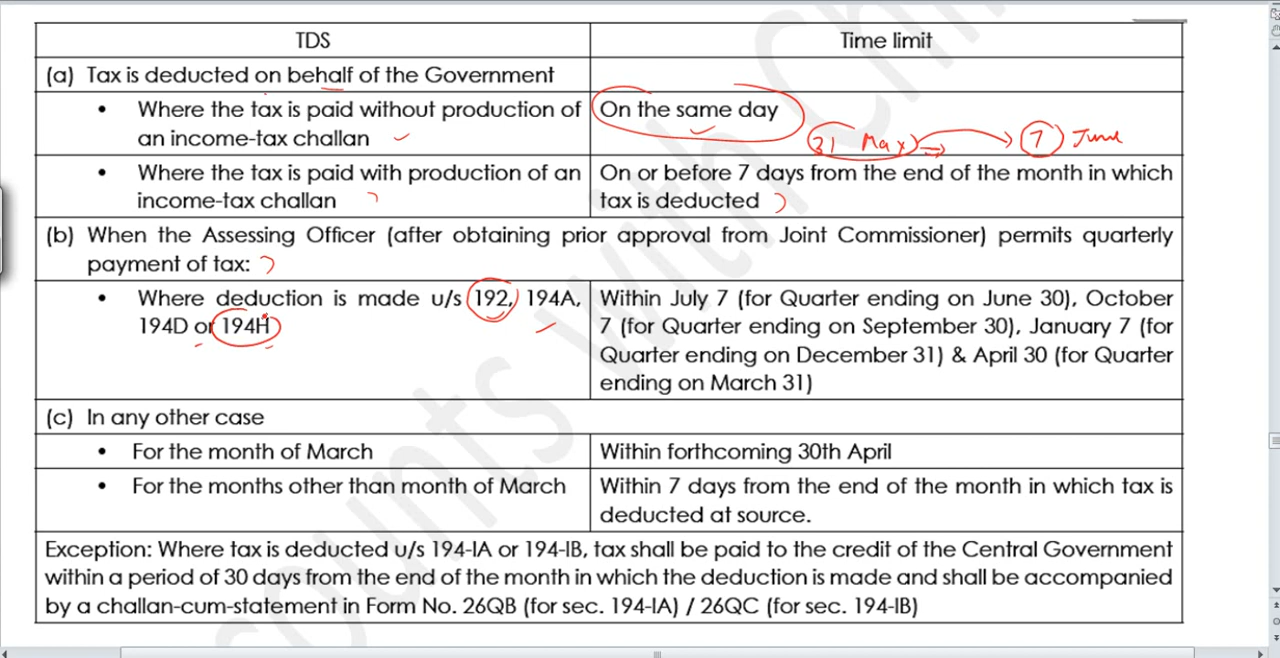 TDS
Time limit
(a) Tax is deducted on behalf of the Government
• Where the tax is paid without production of
an income-tax challan
On the same day
31 May
7 June
• Where the tax is paid with production of an
income-tax challan
On or before 7 days from the end of the month in which
tax is deducted
(b) When the Assessing Officer (after obtaining prior approval from Joint Commissioner) permits quarterly
payment of tax:
• Where deduction is made u/s 192, 194A,
194D or 194H
Within July 7 (for Quarter ending on June 30), October
7 (for Quarter ending on September 30), January 7 (for
Quarter ending on December 31) & April 30 (for Quarter
ending on March 31)
(c) In any other case
• For the month of March
Within forthcoming 30th April
• For the months other than month of March
Within 7 days from the end of the month in which tax is
deducted at source.
Exception: Where tax is deducted u/s 194-IA or 194-IB, tax shall be paid to the credit of the Central Government
within a period of 30 days from the end of the month in which the deduction is made and shall be accompanied
by a challan-cum-statement in Form No. 26QB (for sec. 194-IA) / 26QC (for sec. 194-IB)